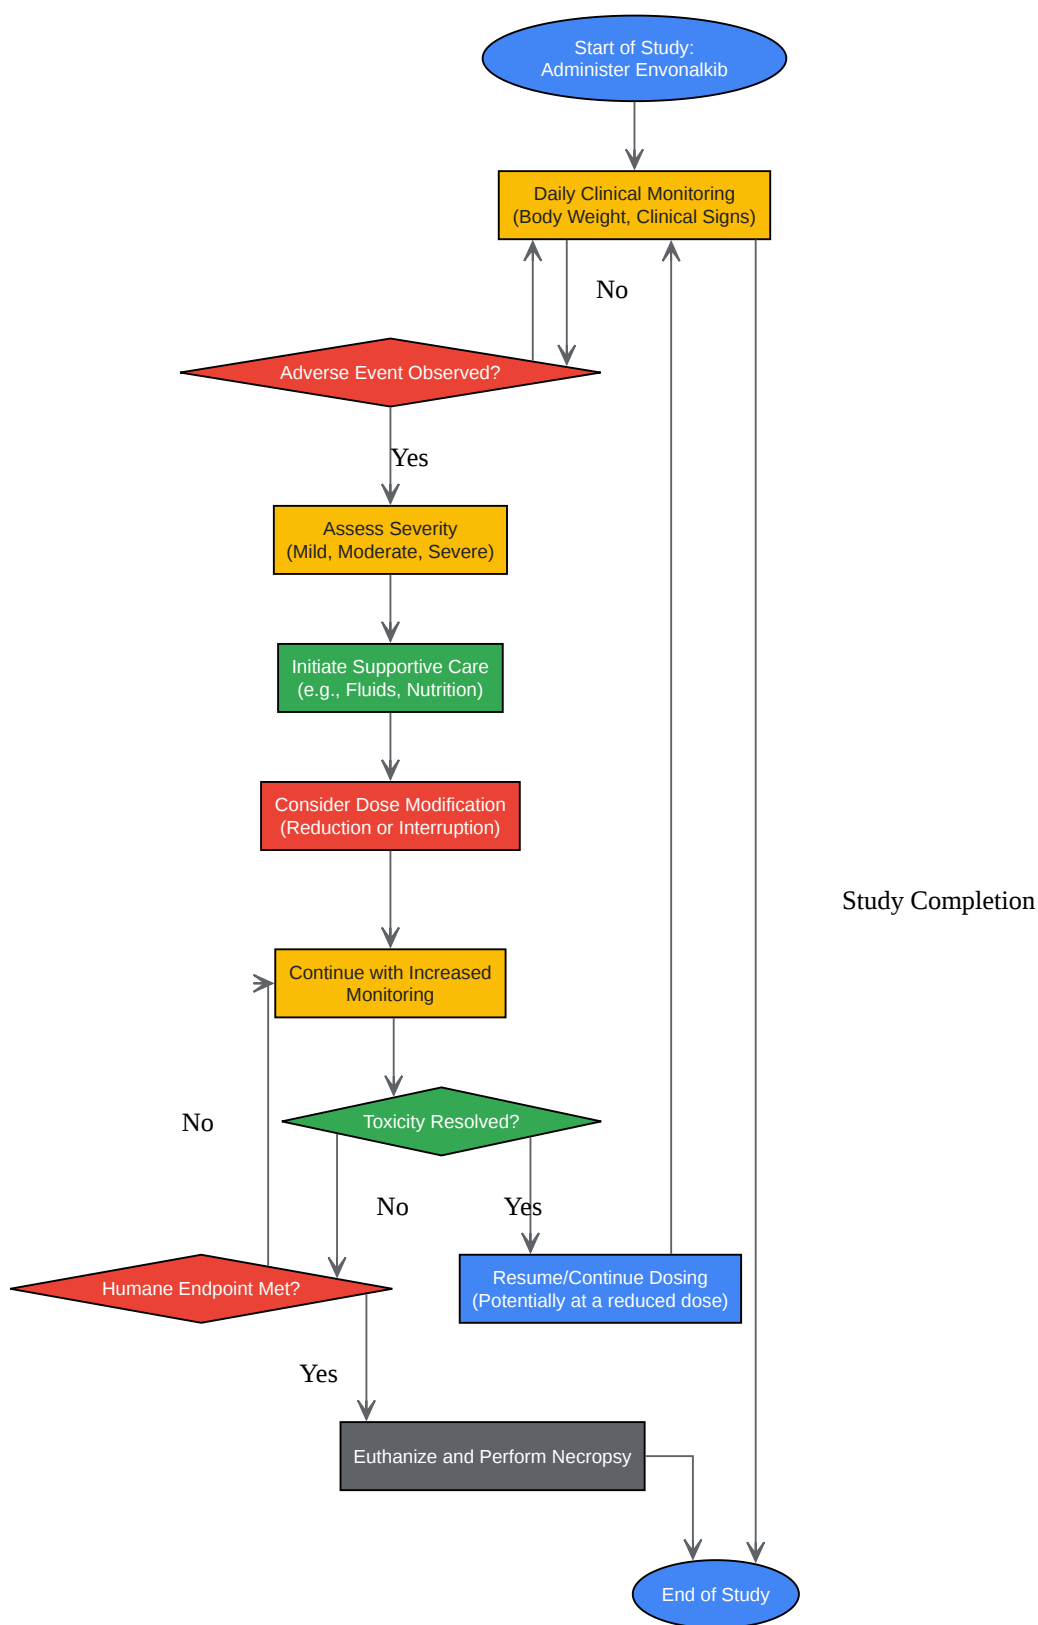 Start of Study:
Administer Envonalkib
Daily Clinical Monitoring
(Body Weight, Clinical Signs)
No
Adverse Event Observed?
Yes
Assess Severity
(Mild, Moderate, Severe)
Initiate Supportive Care
(e.g., Fluids, Nutrition)
Consider Dose Modification
(Reduction or Interruption)
Study Completion
Continue with Increased
Monitoring
No
Toxicity Resolved?
No
Yes
Humane Endpoint Met?
Resume/Continue Dosing
(Potentially at a reduced dose)
Yes
Euthanize and Perform Necropsy
End of Study